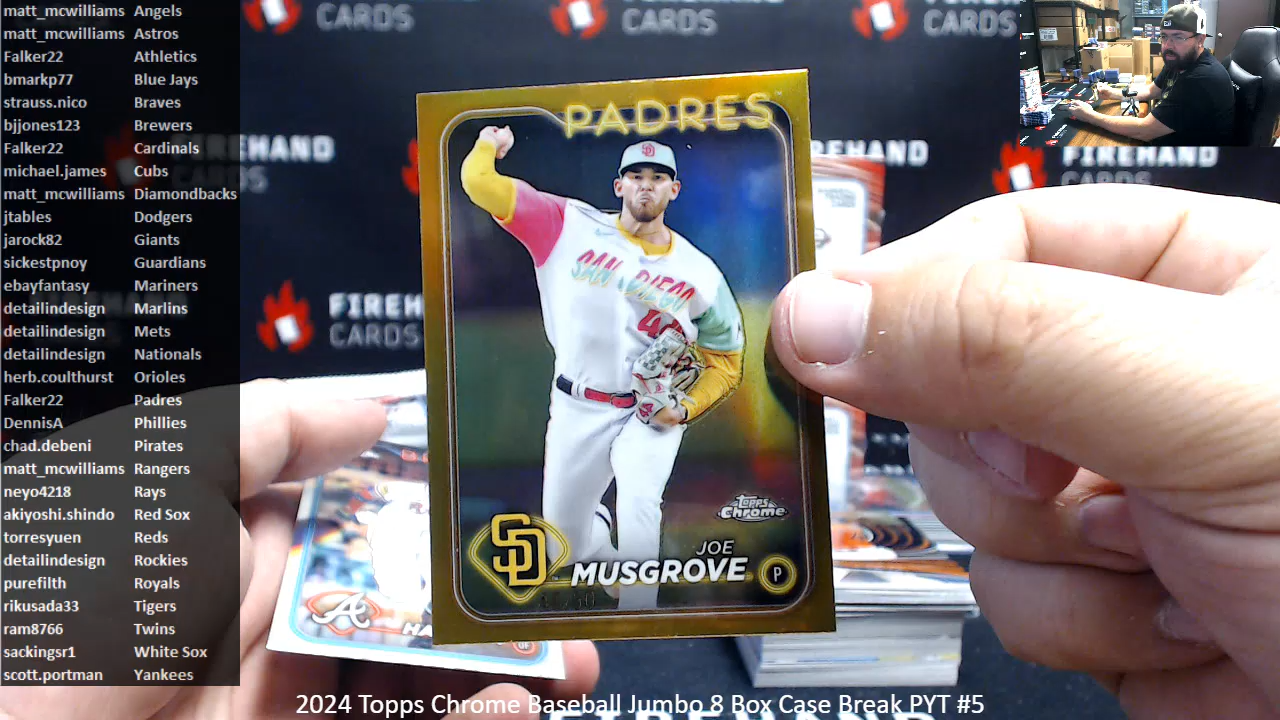 matt_mcwilliams Angels
matt_mcwilliams Astros
Falker22 Athletics
bmarkp77 Blue Jays
strauss.nico Braves
bjjones123 Brewers
Falker22 Cardinals
michael.james Cubs
matt_mcwilliams Diamondbacks
jtables Dodgers
jarock82 Giants
sickestpnoy Guardians
ebayfantasy Mariners
detailindesign Marlins
detailindesign Mets
detailindesign Nationals
herb.coulthurst Orioles
Falker22 Padres
DennisA Phillies
chad.debeni Pirates
matt_mcwilliams Rangers
neyo4218 Rays
akiyoshi.shindo Red Sox
torresyuen Reds
detailindesign Rockies
purefilth Royals
rikusada33 Tigers
ram8766 Twins
sackingsr1 White Sox
scott.portman Yankees
CARDS
CARDS
CARDS
FIREHAND
CARDS
PADRES
SAN DIEGO
44
SD
Topps
Chrome
JOE
MUSGROVE
P
A
OF
2024 Topps Chrome Baseball Jumbo 8 Box Case Break PYT #5